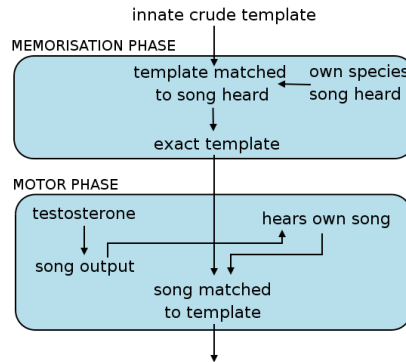 innate crude template
MEMORISATION PHASE
template matched
to song heard
own species
song heard
exact template
MOTOR PHASE
testosterone
hears own song
song output
song matched
to template